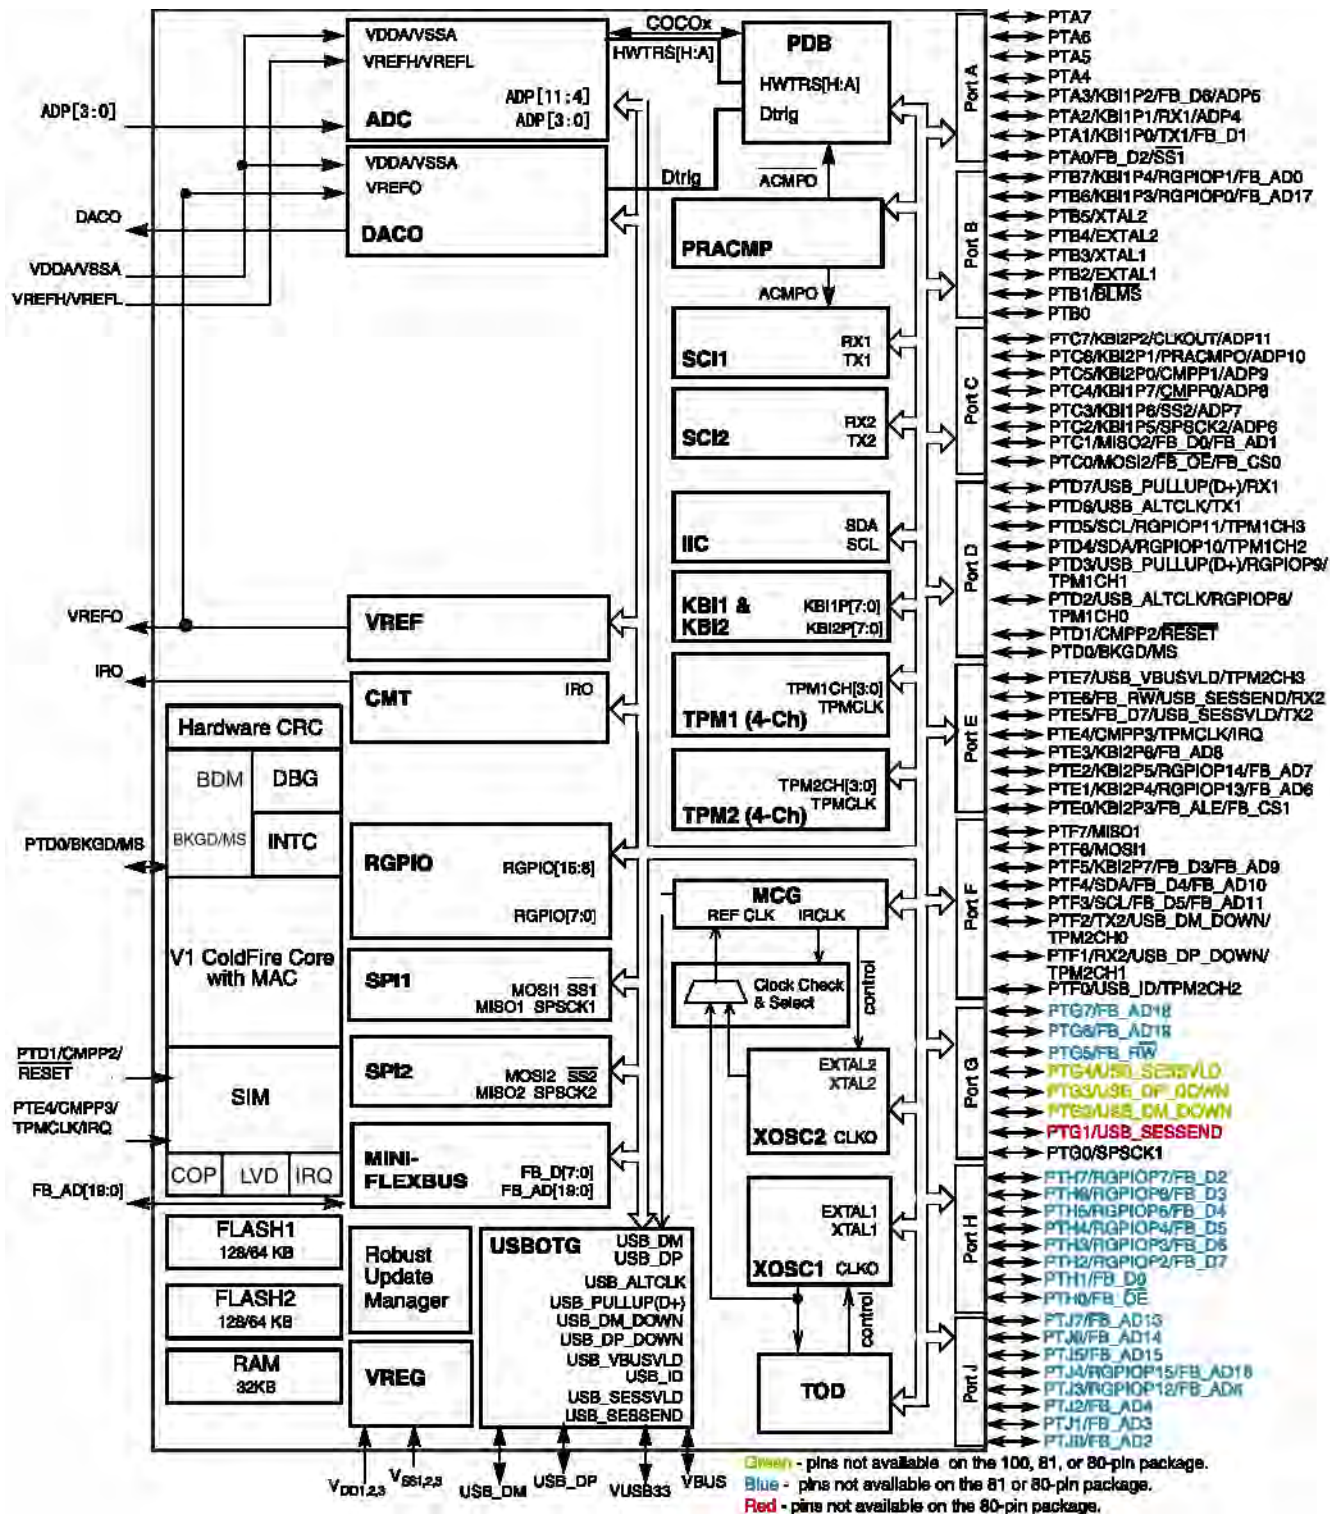 COCOx
VDDA/VSSA
VREFH/VREFL
HWTRS[H:A]
ADP[3:0]
ADP[11:4]
ADP[3:0]
ADC
PDB
HWTRS[H:A]
Dtrig
VDDA/VSSA
VREFO
Dtrig
ACMPO
DACO
DACO
VDDA/VSSA
VREFH/VREFL
PRACMP
ACMPO
SCI1
RX1
TX1
SCI2
RX2
TX2
IIC
SDA
SCL
KBI1 &
KBI2
KBI1P[7:0]
KBI2P[7:0]
VREFO
VREF
IRO
CMT
IRO
TPM1CH[3:0]
TPMCLK
TPM1 (4-Ch)
TPM2CH[3:0]
TPMCLK
TPM2 (4-Ch)
Hardware CRC
BDM
DBG
BKGD/MS
INTC
PTD0/BKGD/MS
RGPIO
RGPIO[15:8]
RGPIO[7:0]
V1 ColdFire Core
with MAC
MCG
REF CLK
IRCLK
Clock Check
& Select
control
SPI1
MOSI1 SS1
MISO1 SPSCK1
SPI2
MOSI2 SS2
MISO2 SPSCK2
PTD1/CMPP2/
RESET
PTE4/CMPP3/
TPMCLK/IRQ
SIM
COP
LVD
IRQ
EXTAL2
XTAL2
XOSC2 CLKO
MINI-
FLEXBUS
FB_D[7:0]
FB_AD[19:0]
FB_AD[19:0]
EXTAL1
XTAL1
XOSC1 CLKO
control
TOD
FLASH1
128/64 KB
FLASH2
128/64 KB
RAM
32KB
Robust
Update
Manager
VREG
USBOTG
USB_DM
USB_DP
USB_ALTCLK
USB_PULLUP(D+)
USB_DM_DOWN
USB_DP_DOWN
USB_VBUSVLD
USB_ID
USB_SESSVLD
USB_SESSEND
VDD1,2,3
VSS1,2,3
USB_DM
USB_DP
VUSB33
VBUS
Port A
PTA7
PTA6
PTA5
PTA4
PTA3/KBI1P2/FB_D6/ADP5
PTA2/KBI1P1/RX1/ADP4
PTA1/KBI1P0/TX1/FB_D1
PTA0/FB_D2/SS1
Port B
PTB7/KBI1P4/RGPIOP1/FB_AD0
PTB6/KBI1P3/RGPIOP0/FB_AD17
PTB5/XTAL2
PTB4/EXTAL2
PTB3/XTAL1
PTB2/EXTAL1
PTB1/BLMS
PTB0
Port C
PTC7/KBI2P2/CLKOUT/ADP11
PTC6/KBI2P1/PRACMPO/ADP10
PTC5/KBI2P0/CMPP1/ADP9
PTC4/KBI1P7/CMPP0/ADP8
PTC3/KBI1P6/SS2/ADP7
PTC2/KBI1P5/SPSCK2/ADP6
PTC1/MISO2/FB_D0/FB_AD1
PTC0/MOSI2/FB_OE/FB_CS0
Port D
PTD7/USB_PULLUP(D+)/RX1
PTD6/USB_ALTCLK/TX1
PTD5/SCL/RGPIOP11/TPM1CH3
PTD4/SDA/RGPIOP10/TPM1CH2
PTD3/USB_PULLUP(D+)/RGPIOP9/
TPM1CH1
PTD2/USB_ALTCLK/RGPIOP8/
TPM1CH0
PTD1/CMPP2/RESET
PTD0/BKGD/MS
Port E
PTE7/USB_VBUSVLD/TPM2CH3
PTE6/FB_RW/USB_SESSEND/RX2
PTE5/FB_D7/USB_SESSVLD/TX2
PTE4/CMPP3/TPMCLK/IRQ
PTE3/KBI2P6/FB_AD8
PTE2/KBI2P5/RGPIOP14/FB_AD7
PTE1/KBI2P4/RGPIOP13/FB_AD6
PTE0/KBI2P3/FB_ALE/FB_CS1
Port F
PTF7/MISO1
PTF6/MOSI1
PTF5/KBI2P7/FB_D3/FB_AD9
PTF4/SDA/FB_D4/FB_AD10
PTF3/SCL/FB_D5/FB_AD11
PTF2/TX2/USB_DM_DOWN/
TPM2CH0
PTF1/RX2/USB_DP_DOWN/
TPM2CH1
PTF0/USB_ID/TPM2CH2
Port G
PTG7/FB_AD18
PTG6/FB_AD19
PTG5/FB_RW
PTG4/USB_SESSVLD
PTG3/USB_DP_DOWN
PTG2/USB_DM_DOWN
PTG1/USB_SESSEND
PTG0/SPSCK1
Port H
PTH7/RGPIOP7/FB_D2
PTH6/RGPIOP6/FB_D3
PTH5/RGPIOP5/FB_D4
PTH4/RGPIOP4/FB_D5
PTH3/RGPIOP3/FB_D6
PTH2/RGPIOP2/FB_D7
PTH1/FB_D0
PTH0/FB_OE
Port J
PTJ7/FB_AD13
PTJ6/FB_AD14
PTJ5/FB_AD15
PTJ4/RGPIOP15/FB_AD16
PTJ3/RGPIOP12/FB_AD5
PTJ2/FB_AD4
PTJ1/FB_AD3
PTJ0/FB_AD2
Green - pins not available on the 100, 81, or 80-pin package.
Blue - pins not available on the 81 or 80-pin package.
Red - pins not available on the 80-pin package.